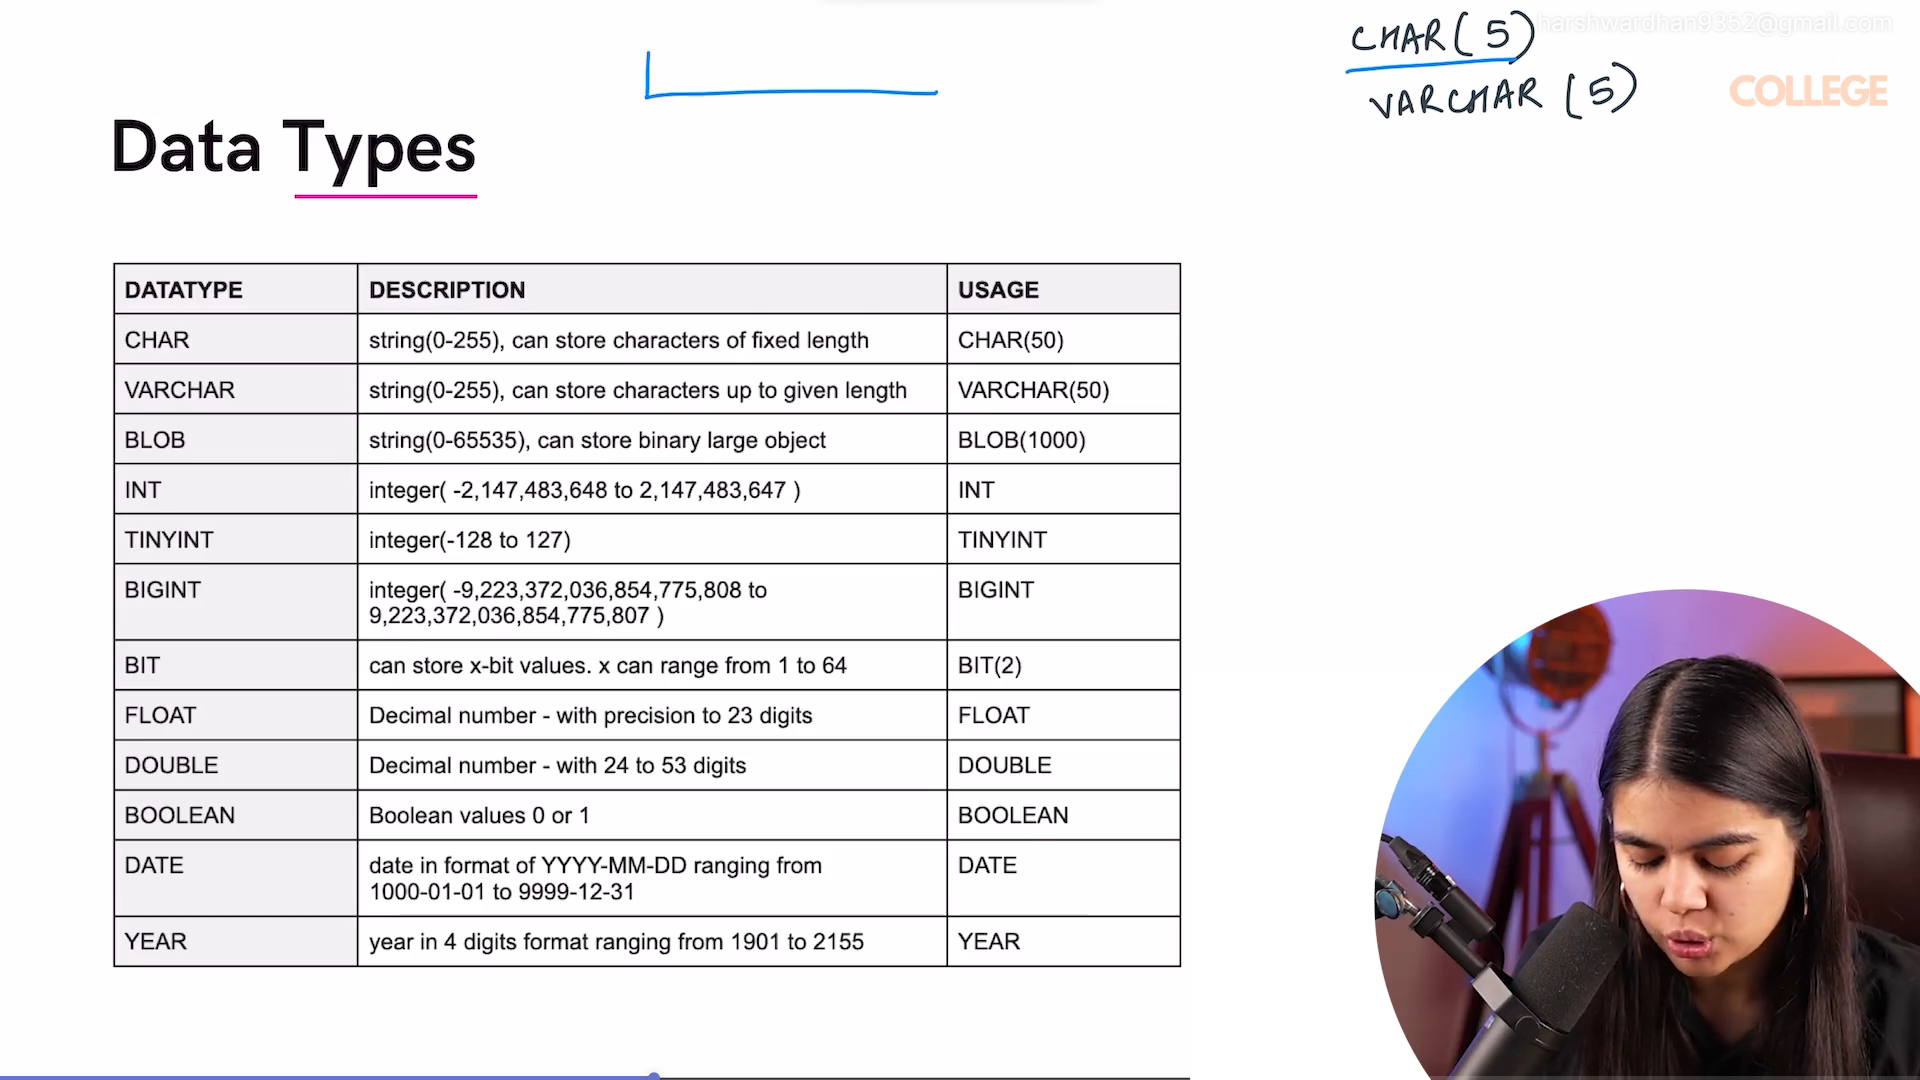 CHAR(5)
harshwardhan9352@gmail.com
VARCHAR (5)
COLLEGE
Data Types
DATATYPE DESCRIPTION USAGE
CHAR string(0-255), can store characters of fixed length CHAR(50)
VARCHAR string(0-255), can store characters up to given length VARCHAR(50)
BLOB string(0-65535), can store binary large object BLOB(1000)
INT integer( -2,147,483,648 to 2,147,483,647 ) INT
TINYINT integer(-128 to 127) TINYINT
BIGINT integer( -9,223,372,036,854,775,808 to BIGINT
9,223,372,036,854,775,807 )
BIT can store x-bit values. x can range from 1 to 64 BIT(2)
FLOAT Decimal number - with precision to 23 digits FLOAT
DOUBLE Decimal number - with 24 to 53 digits DOUBLE
BOOLEAN Boolean values 0 or 1 BOOLEAN
DATE date in format of YYYY-MM-DD ranging from DATE
1000-01-01 to 9999-12-31
YEAR year in 4 digits format ranging from 1901 to 2155 YEAR